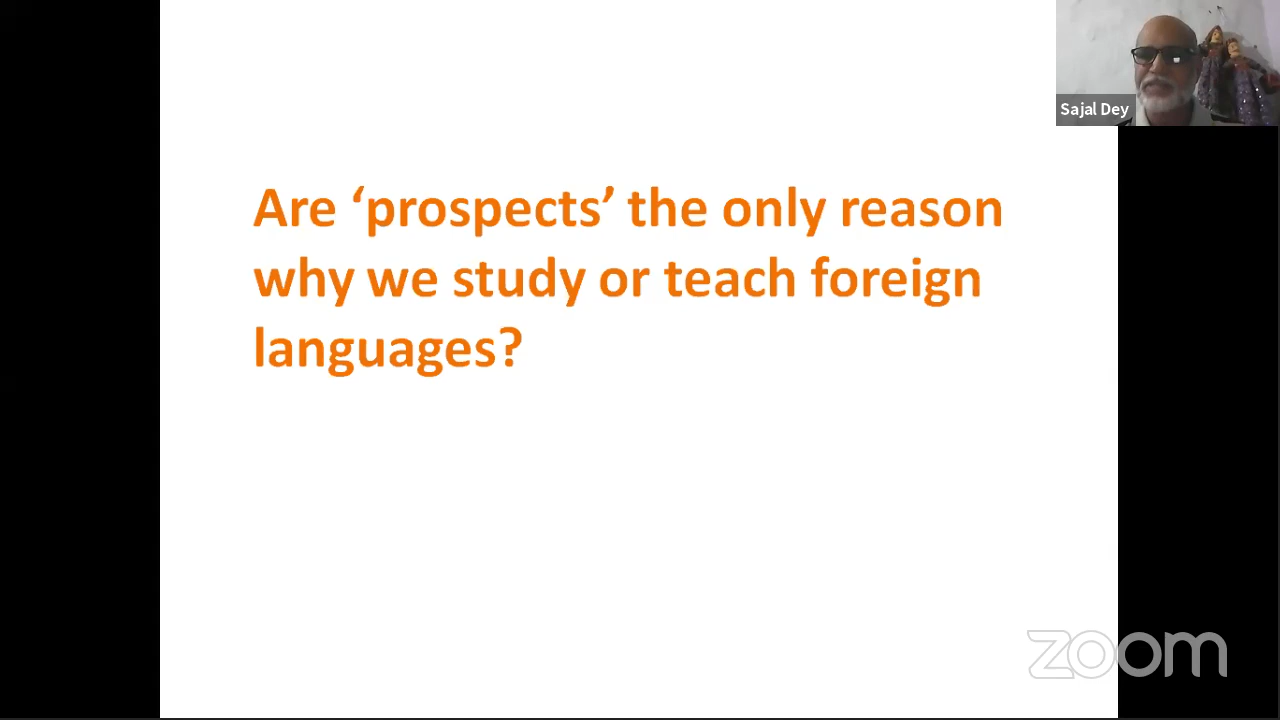 Sajal Dey
Are ‘prospects’ the only reason
why we study or teach foreign
languages?
zoom